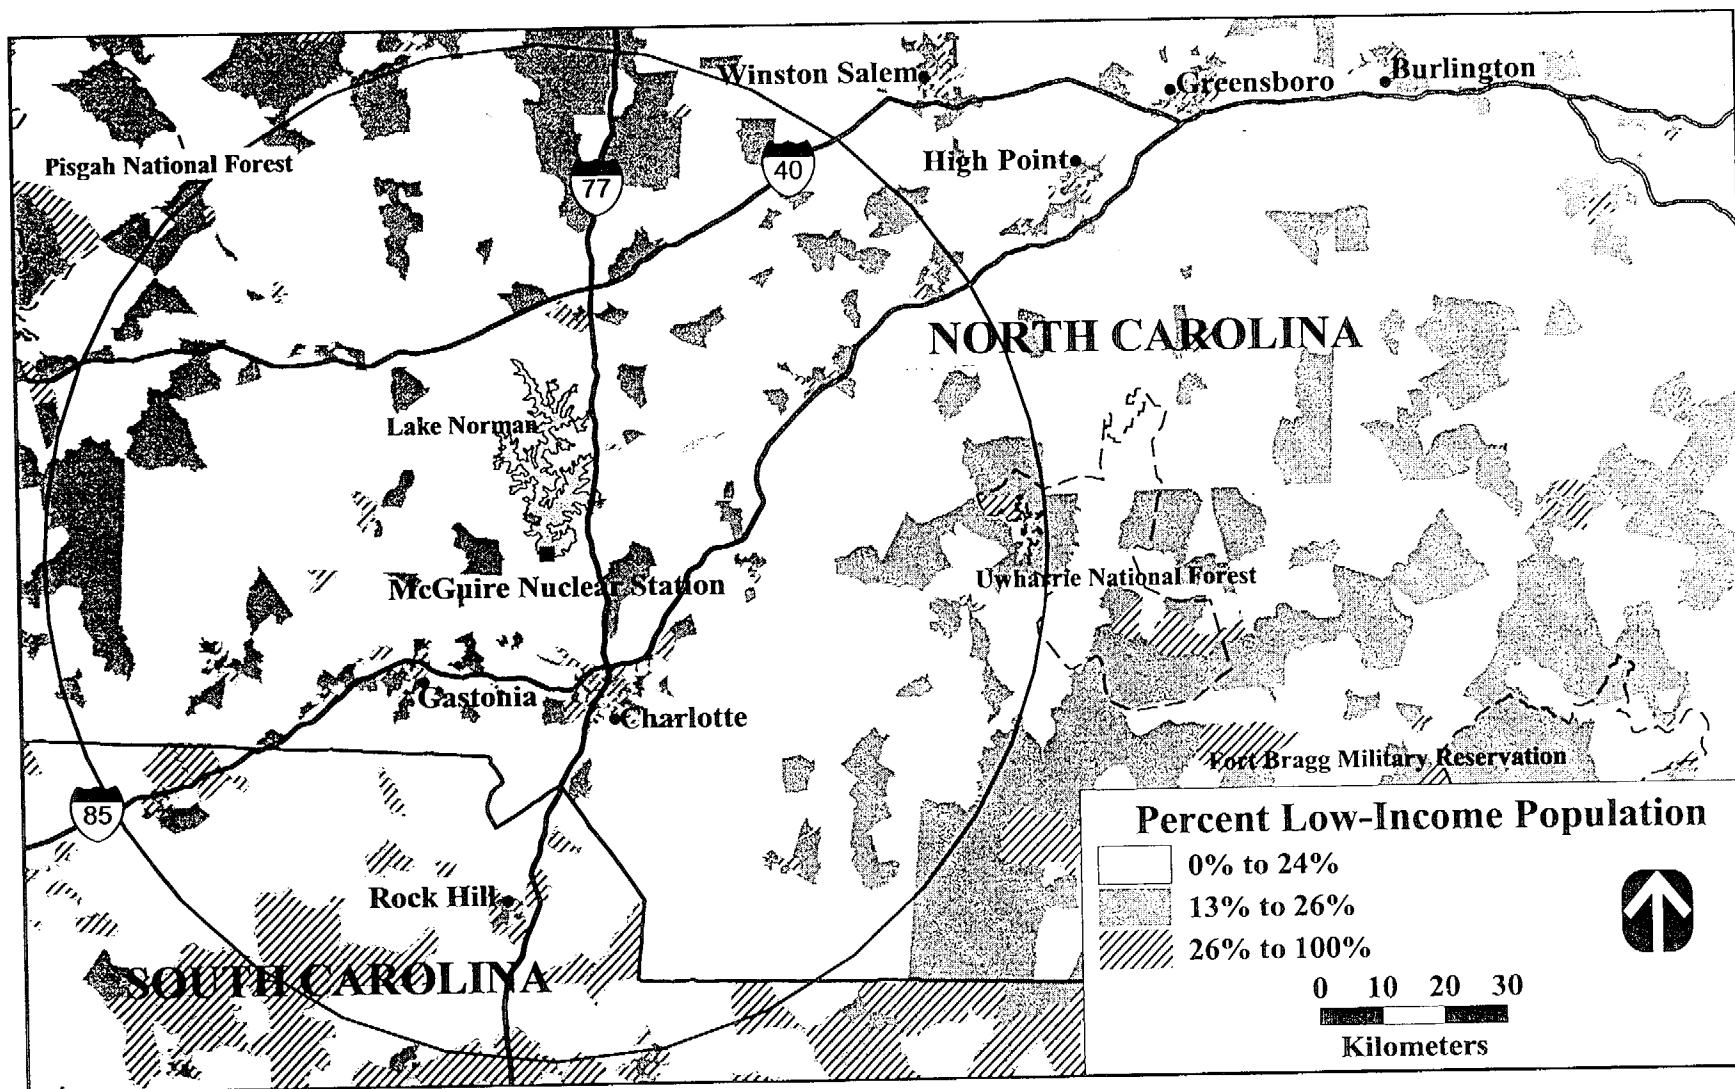 Winston Salem
Greensboro
Burlington
Pisgah National Forest
High Point
77
40
NORTH CAROLINA
Lake Norman
McGuire Nuclear Station
Uwharrie National Forest
Gastonia
Charlotte
Fort Bragg Military Reservation
85
Rock Hill
SOUTH CAROLINA
Percent Low-Income Population
0% to 24%
13% to 26%
26% to 100%
0 10 20 30
Kilometers